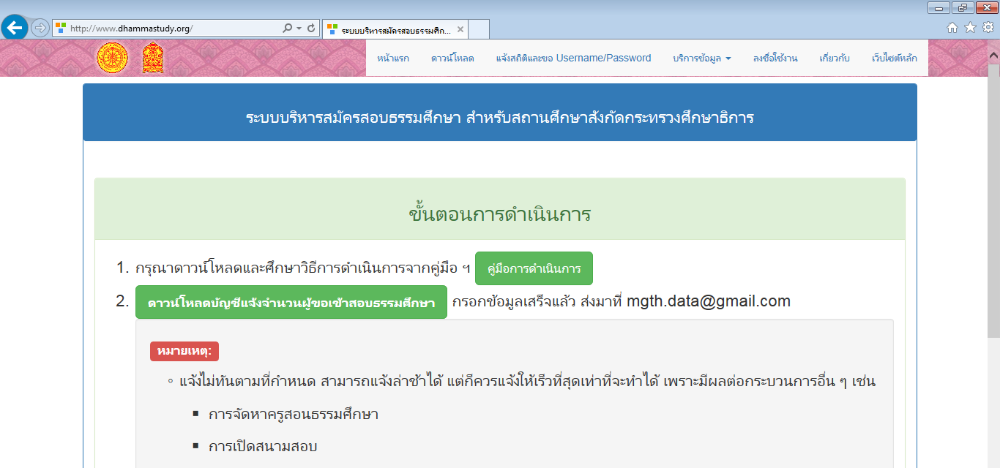 http://www.dhammastudy.org/
ระบบบริหารสมัครสอบธรรมศึก...
หน้าแรก ดาวน์โหลด แจ้งสถิติและขอ Username/Password บริการข้อมูล ลงชื่อใช้งาน เกี่ยวกับ เว็บไซต์หลัก
ระบบบริหารสมัครสอบธรรมศึกษา สำหรับสถานศึกษาสังกัดกระทรวงศึกษาธิการ
ขั้นตอนการดำเนินการ
1. กรุณาดาวน์โหลดและศึกษาวิธีการดำเนินการจากคู่มือ ฯ คู่มือการดำเนินการ
2. ดาวน์โหลดบัญชีแจ้งจำนวนผู้ขอเข้าสอบธรรมศึกษา กรอกข้อมูลเสร็จแล้ว ส่งมาที่ mgth.data@gmail.com
หมายเหตุ:
แจ้งไม่ทันตามที่กำหนด สามารถแจ้งล่าช้าได้ แต่ก็ควรแจ้งให้เร็วที่สุดเท่าที่จะทำได้ เพราะมีผลต่อกระบวนการอื่น ๆ เช่น
การจัดหาครูสอนธรรมศึกษา
การเปิดสนามสอบ